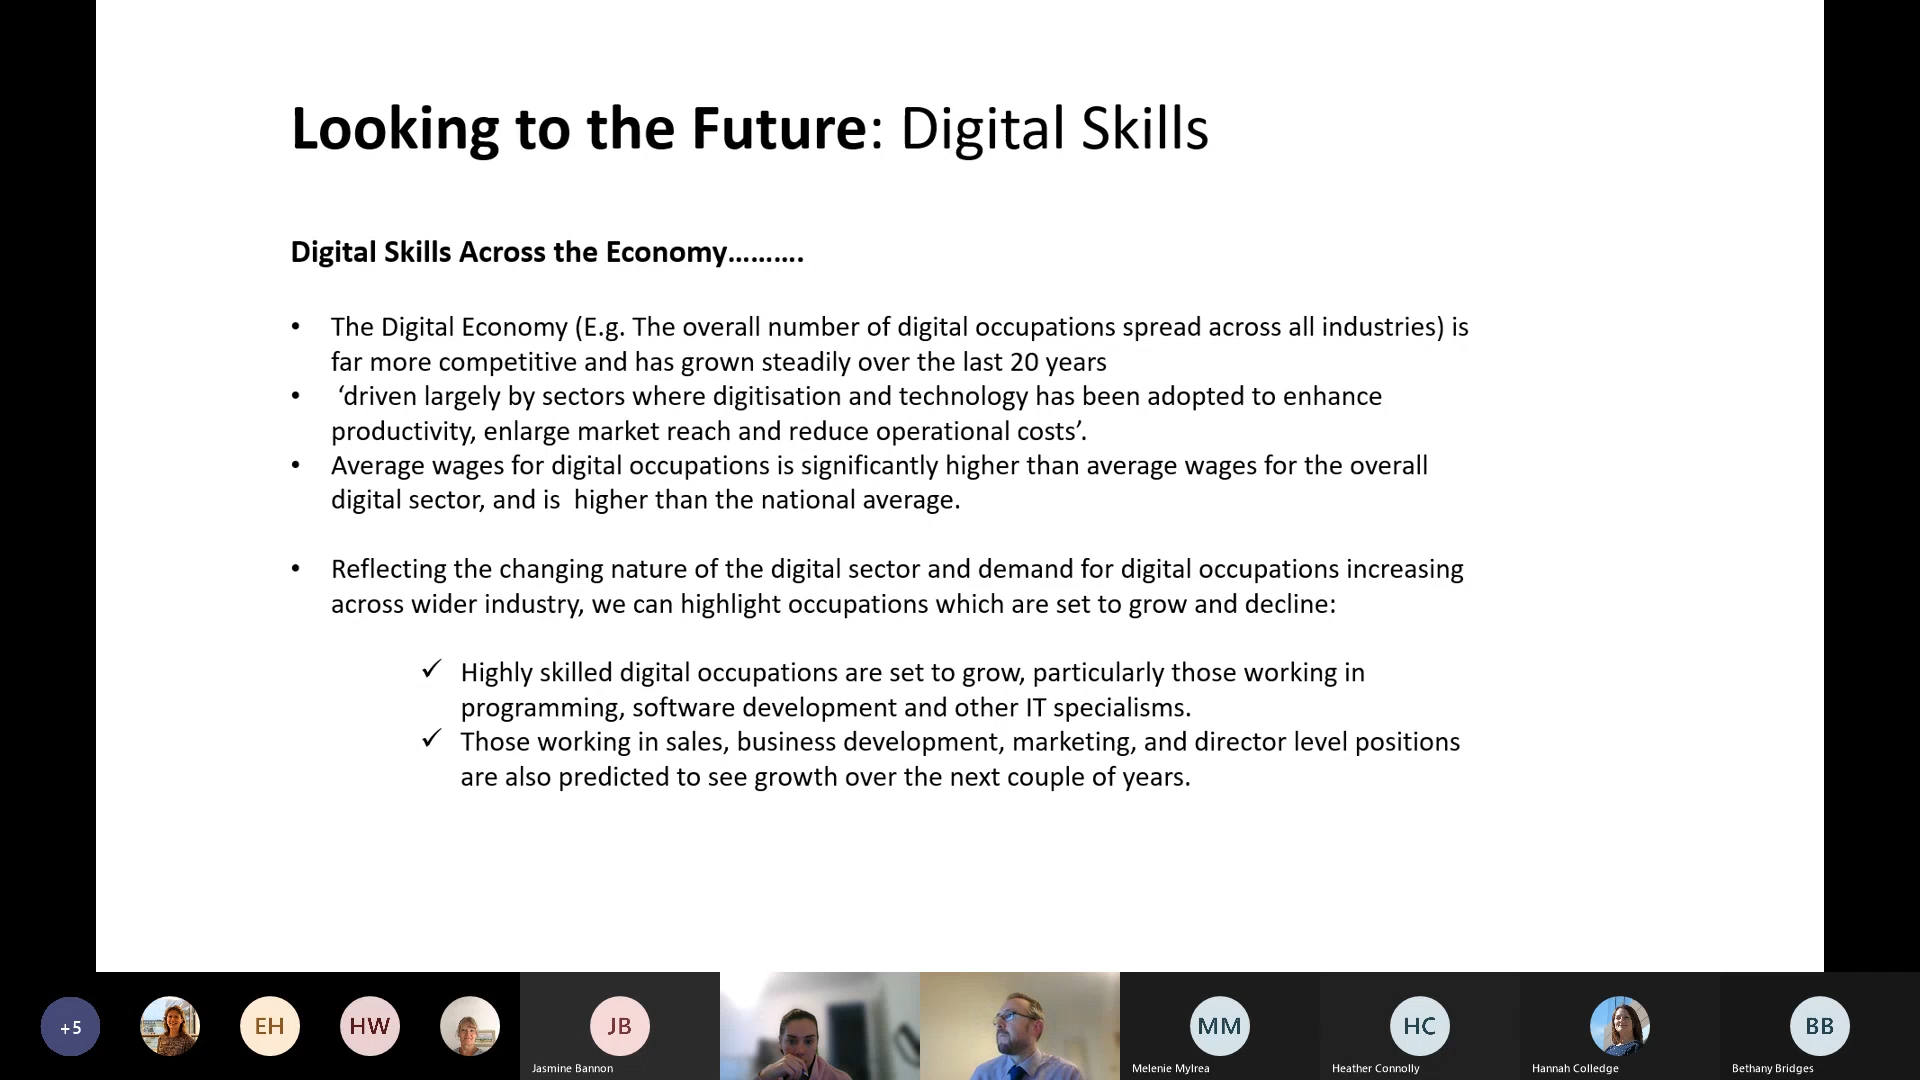 Looking to the Future: Digital Skills
Digital Skills Across the Economy……….
• The Digital Economy (E.g. The overall number of digital occupations spread across all industries) is
far more competitive and has grown steadily over the last 20 years
• ‘driven largely by sectors where digitisation and technology has been adopted to enhance
productivity, enlarge market reach and reduce operational costs’.
• Average wages for digital occupations is significantly higher than average wages for the overall
digital sector, and is  higher than the national average.
• Reflecting the changing nature of the digital sector and demand for digital occupations increasing
across wider industry, we can highlight occupations which are set to grow and decline:
✓ Highly skilled digital occupations are set to grow, particularly those working in
programming, software development and other IT specialisms.
✓ Those working in sales, business development, marketing, and director level positions
are also predicted to see growth over the next couple of years.
+5
EH
HW
JB
MM
HC
BB
Jasmine Bannon
Melenie Mylrea
Heather Connolly
Hannah Colledge
Bethany Bridges